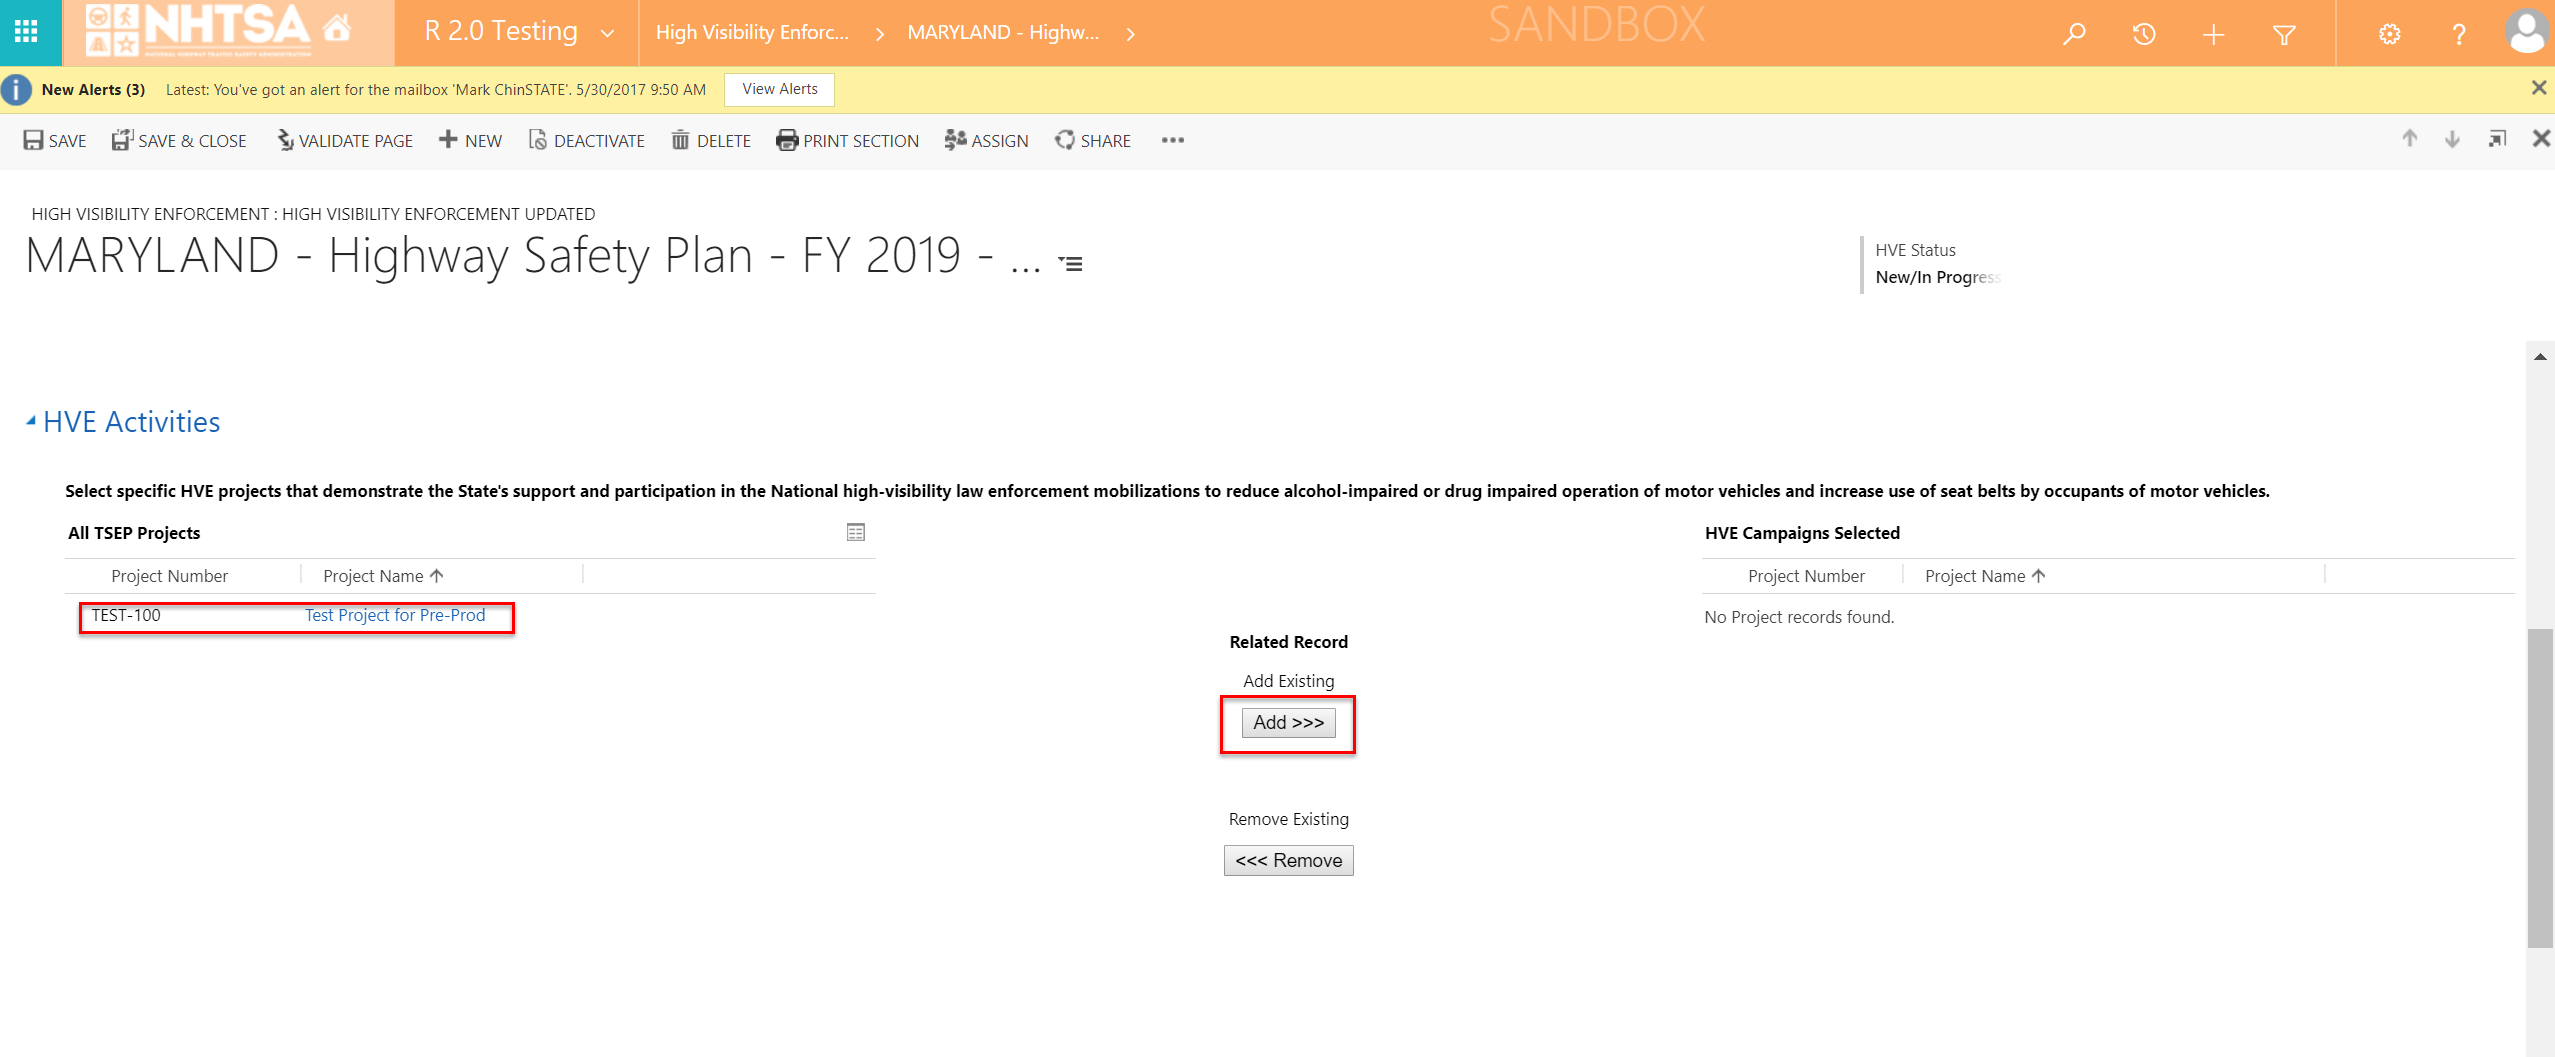 NHTSA
NATIONAL HIGHWAY TRAFFIC SAFETY ADMINISTRATION
R 2.0 Testing
High Visibility Enforc...
MARYLAND - Highw...
SANDBOX
New Alerts (3) Latest: You've got an alert for the mailbox 'Mark ChinSTATE'. 5/30/2017 9:50 AM View Alerts
SAVE SAVE & CLOSE VALIDATE PAGE NEW DEACTIVATE DELETE PRINT SECTION ASSIGN SHARE
HIGH VISIBILITY ENFORCEMENT : HIGH VISIBILITY ENFORCEMENT UPDATED
MARYLAND - Highway Safety Plan - FY 2019 - ...
HVE Status
New/In Progress
HVE Activities
Select specific HVE projects that demonstrate the State's support and participation in the National high-visibility law enforcement mobilizations to reduce alcohol-impaired or drug impaired operation of motor vehicles and increase use of seat belts by occupants of motor vehicles.
All TSEP Projects
Project Number Project Name
TEST-100 Test Project for Pre-Prod
Related Record
Add Existing
Add >>>
Remove Existing
<<< Remove
HVE Campaigns Selected
Project Number Project Name
No Project records found.